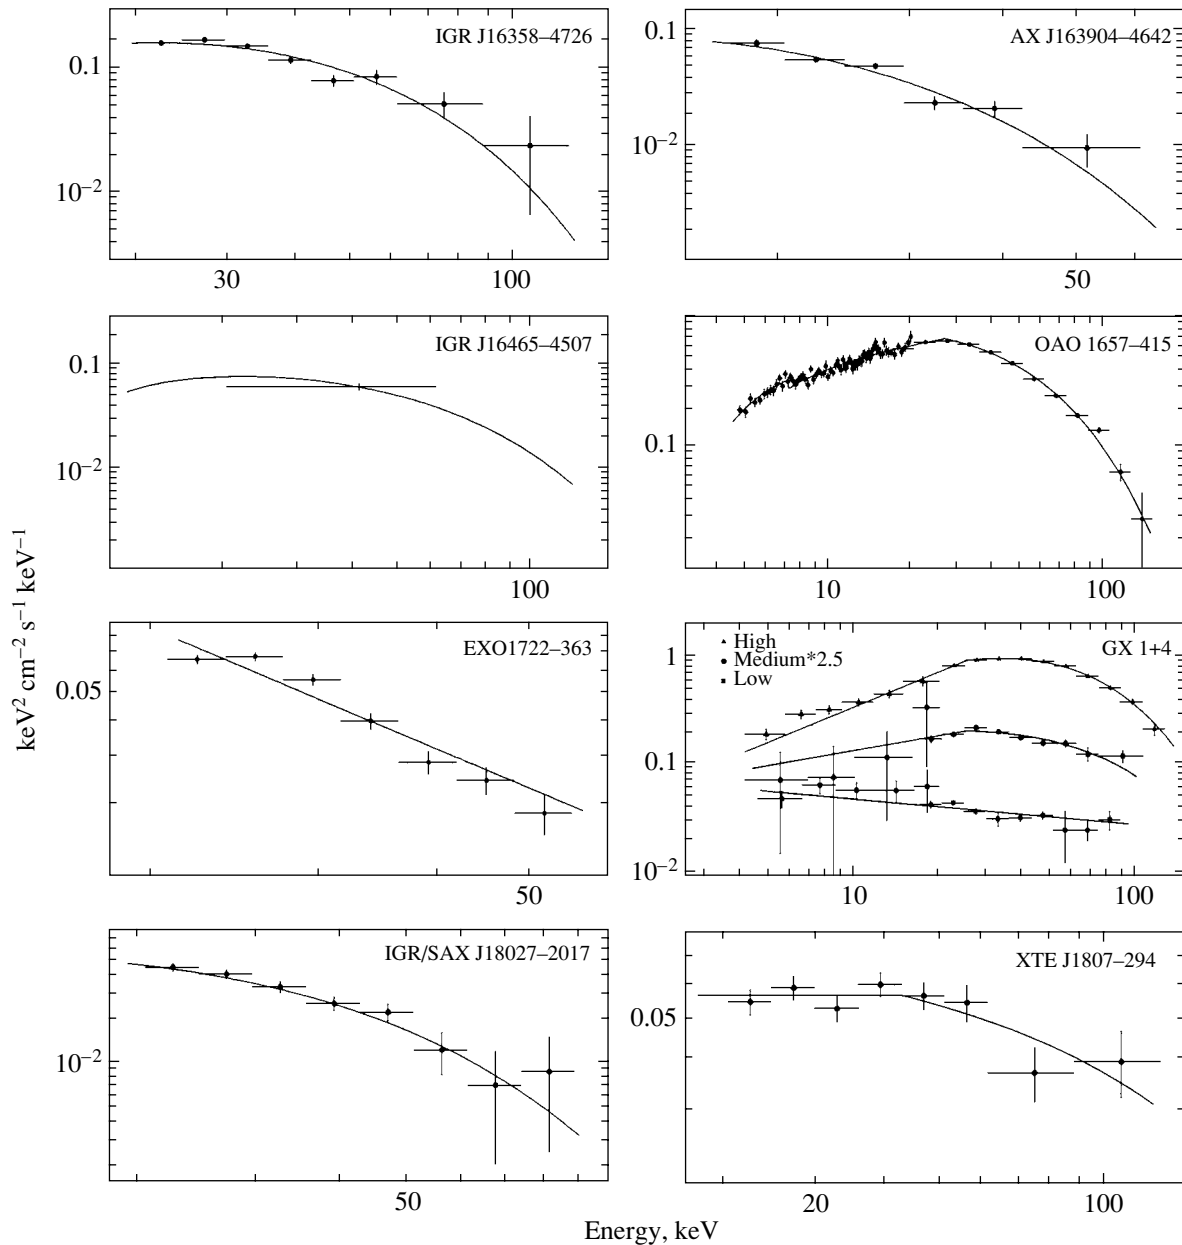 IGR J16358–4726
0.1
10⁻²
30
100
AX J163904–4642
0.1
10⁻²
50
IGR J16465–4507
0.1
10⁻²
100
OAO 1657–415
0.1
10
100
EXO1722–363
0.05
50
High
Medium*2.5
Low
GX 1+4
1
0.1
10⁻²
10
100
IGR/SAX J18027–2017
10⁻²
50
XTE J1807–294
0.05
20
100
keV² cm⁻² s⁻¹ keV⁻¹
Energy, keV